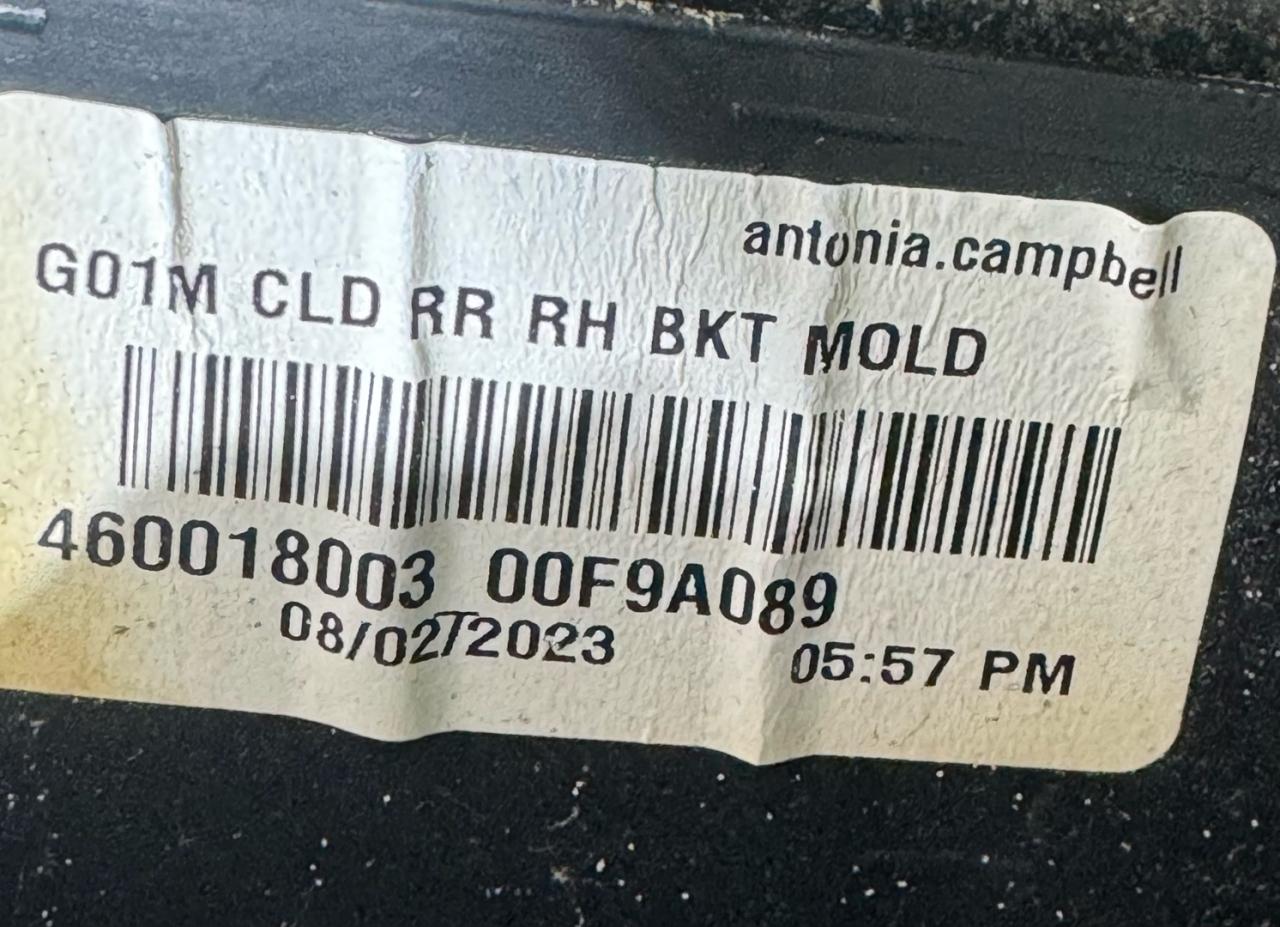 antonia.campbell
G01M CLD RR RH BKT MOLD
460018003 00F9A089
08/02/2023 05:57 PM